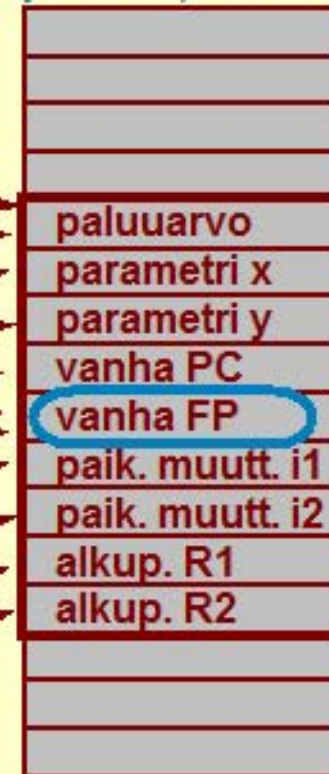 paluuarvo
parametri x
parametri y
vanha PC
vanha FP
paik. muutt. i1
paik. muutt. i2
alkup. R1
alkup. R2